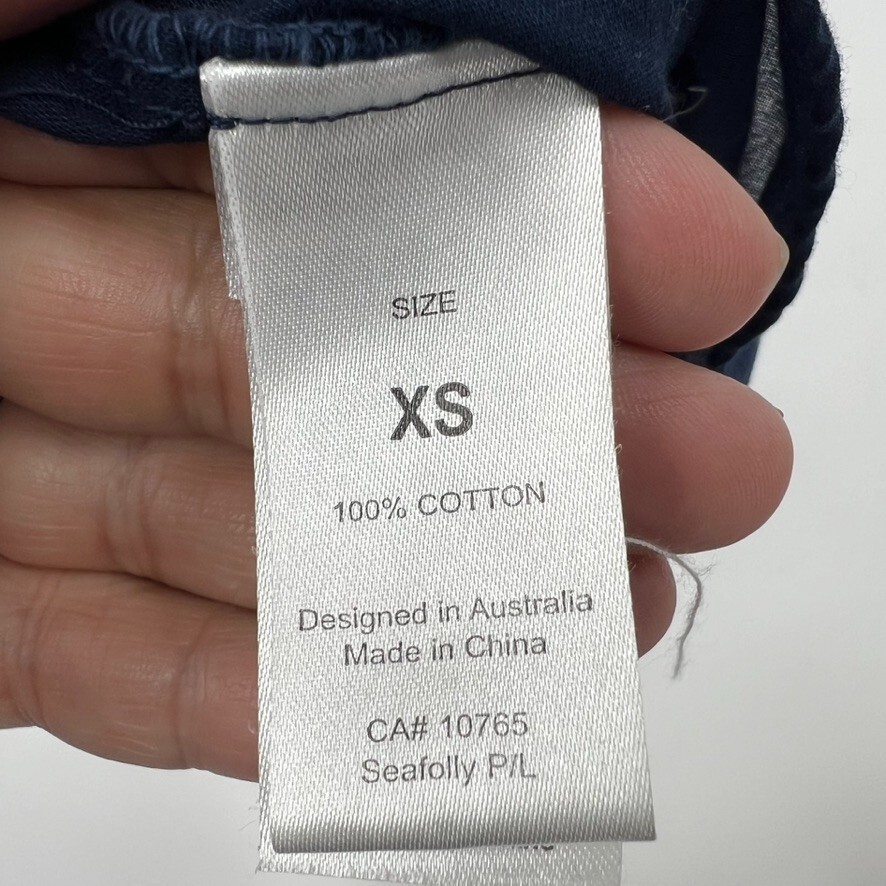 SIZE
XS
100% COTTON
Designed in Australia
Made in China
CA# 10765
Seafolly P/L